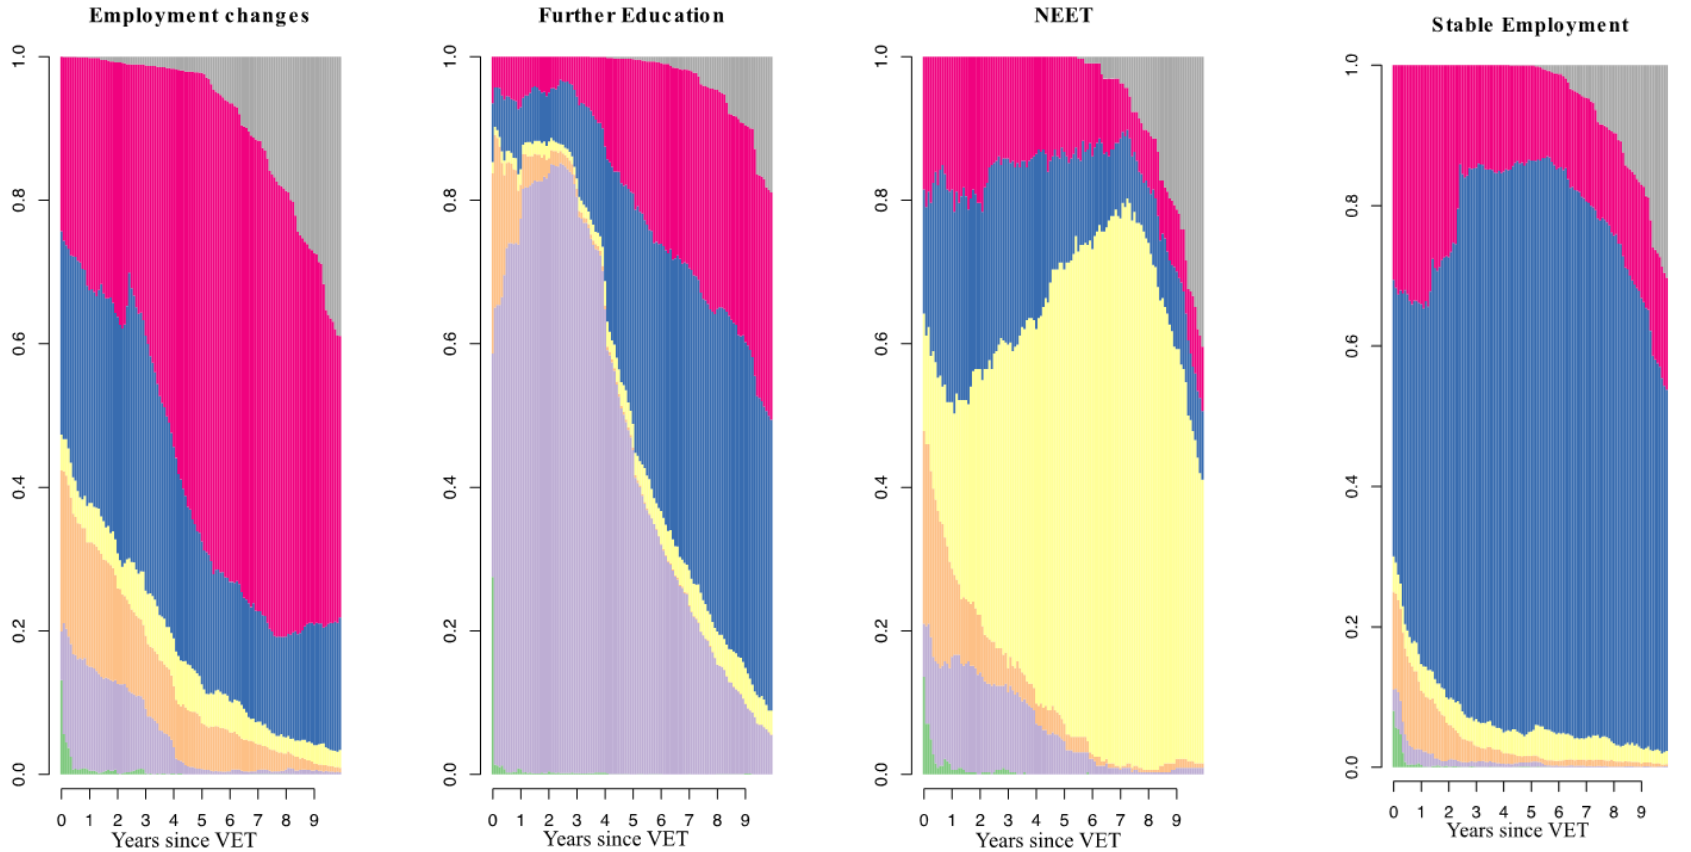 Employment changes
1.0
0.8
0.6
0.4
0.2
0.0
0 1 2 3 4 5 6 7 8 9
Years since VET
Further Education
1.0
0.8
0.6
0.4
0.2
0.0
0 1 2 3 4 5 6 7 8 9
Years since VET
NEET
1.0
0.8
0.6
0.4
0.2
0.0
0 1 2 3 4 5 6 7 8 9
Years since VET
Stable Employment
1.0
0.8
0.6
0.4
0.2
0.0
0 1 2 3 4 5 6 7 8 9
Years since VET